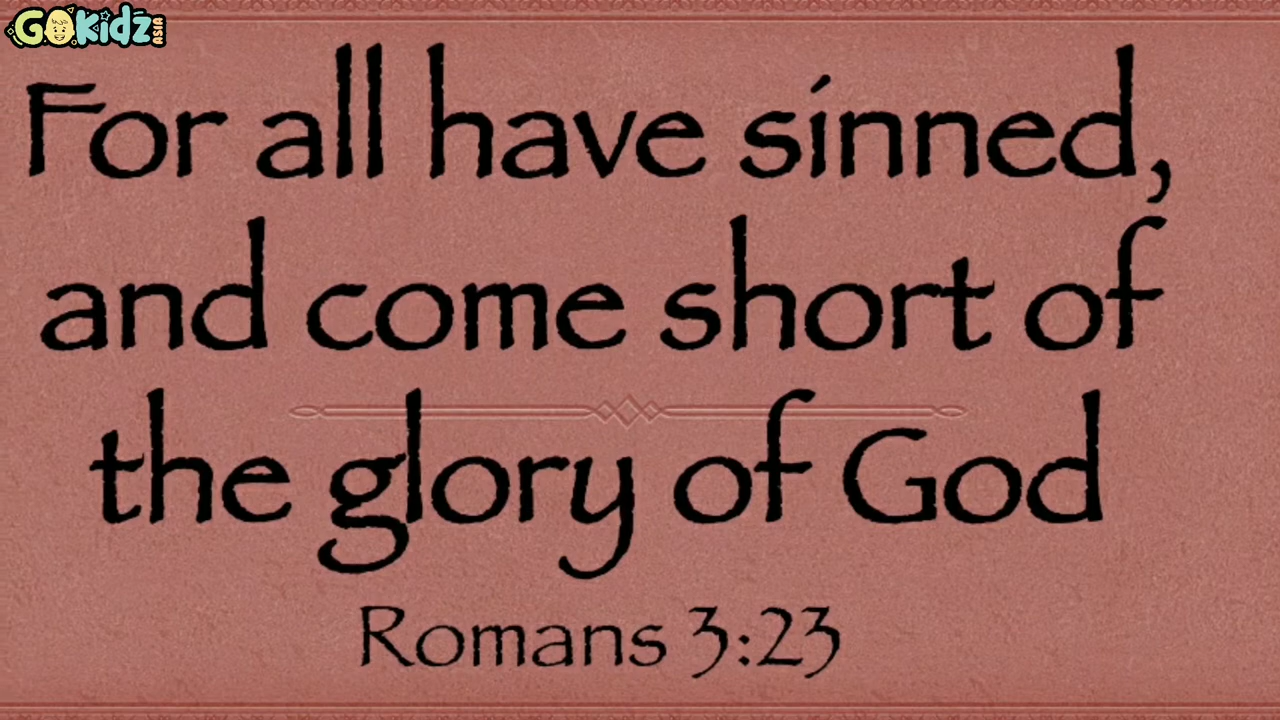 GOKidz ASIA
For all have sinned,
and come short of
the glory of God
Romans 3:23